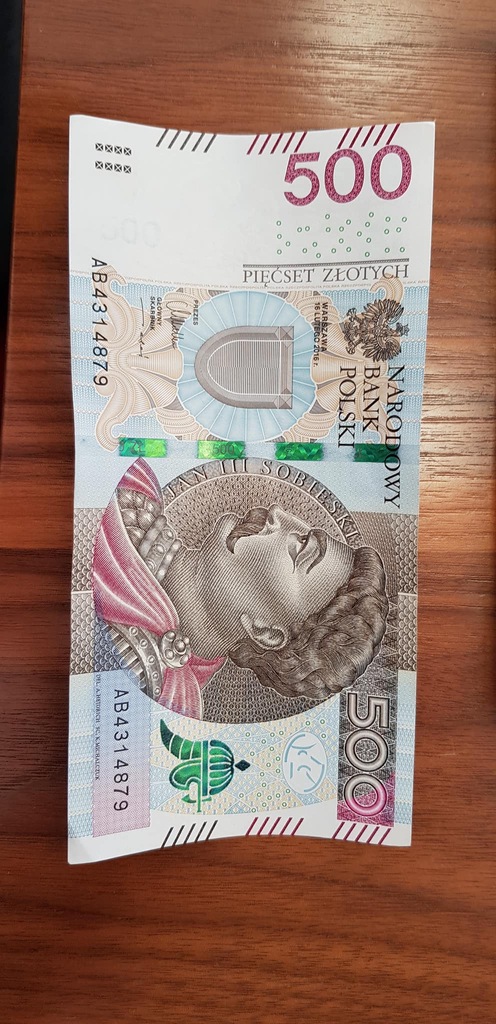 500
PIĘĆSET ZŁOTYCH
AB4314879
PREZES
GŁÓWNY
SKARBNIK
WARSZAWA
16 LUTEGO 2016 r.
NARODOWY
BANK
POLSKI
500
JAN III SOBIESKI
500
AB4314879